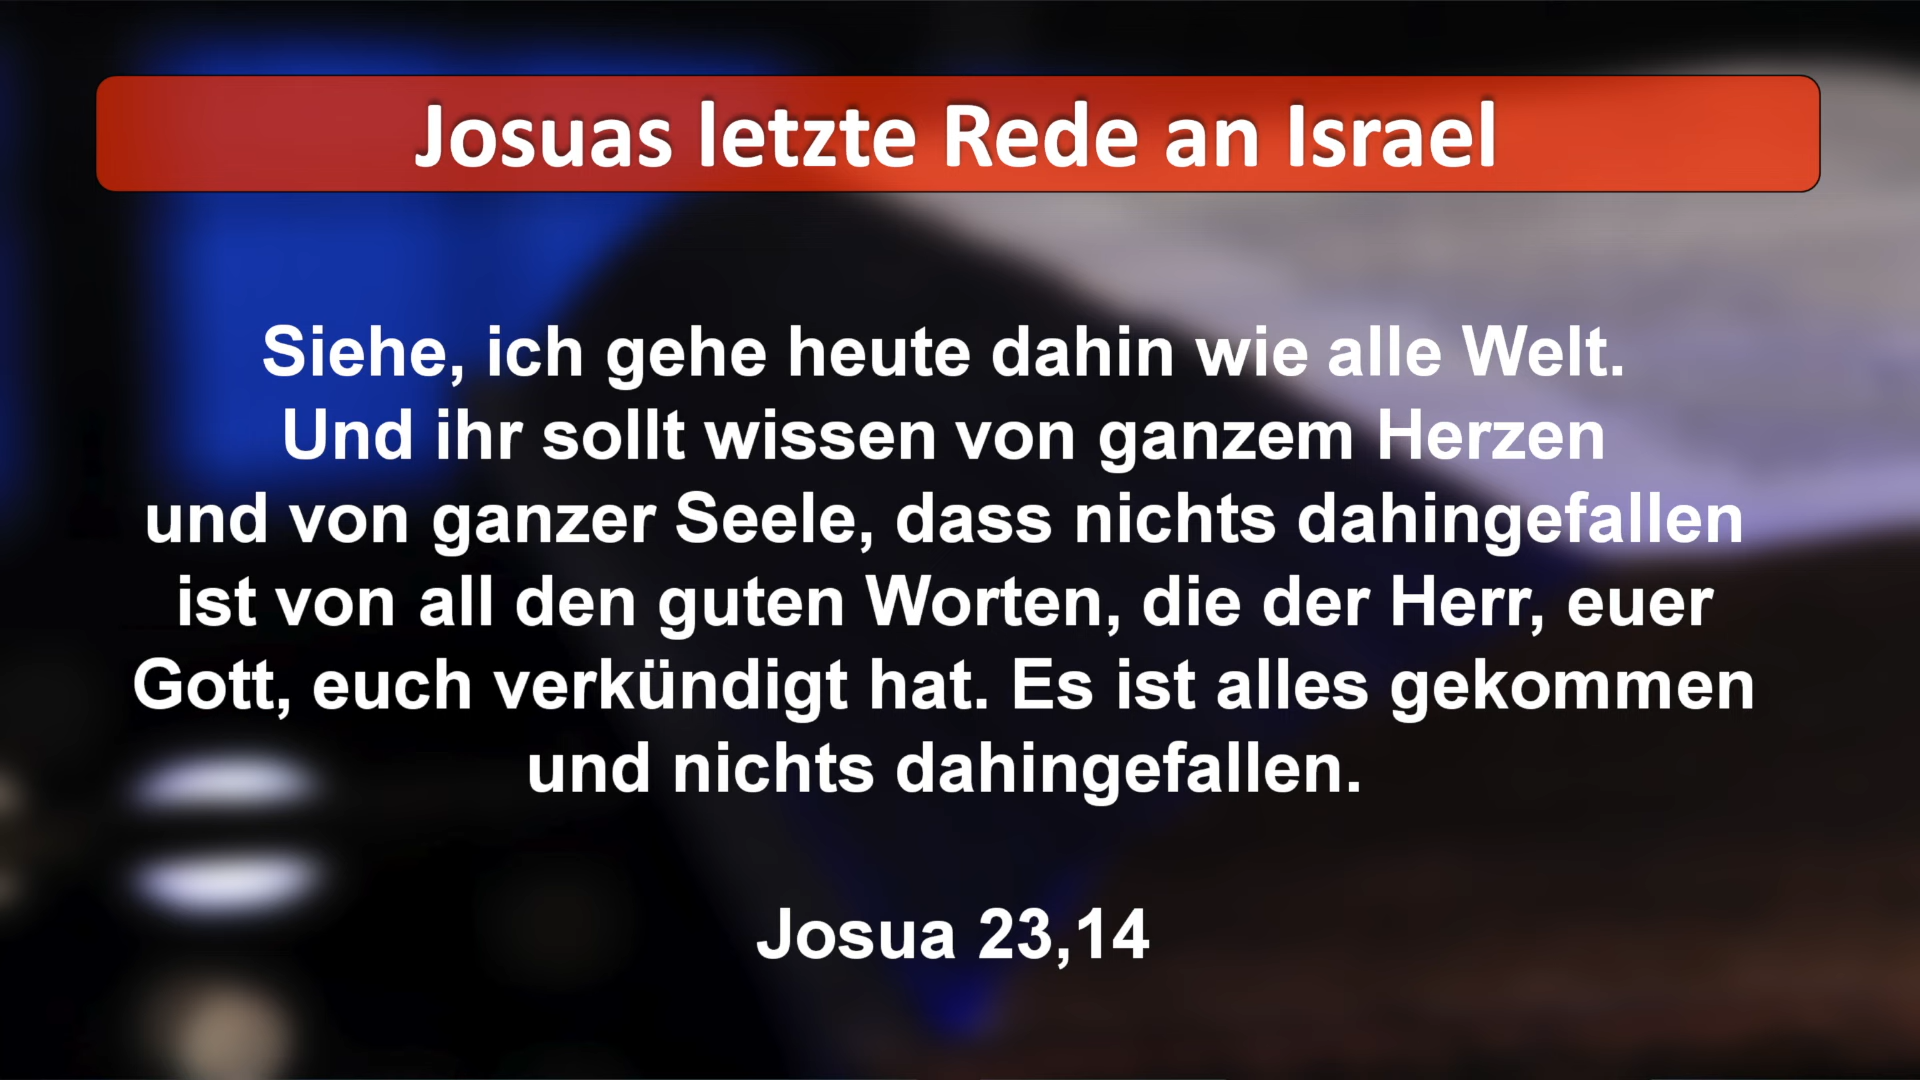 Josuas letzte Rede an Israel
Siehe, ich gehe heute dahin wie alle Welt.
Und ihr sollt wissen von ganzem Herzen
und von ganzer Seele, dass nichts dahingefallen
ist von all den guten Worten, die der Herr, euer
Gott, euch verkündigt hat. Es ist alles gekommen
und nichts dahingefallen.
Josua 23,14